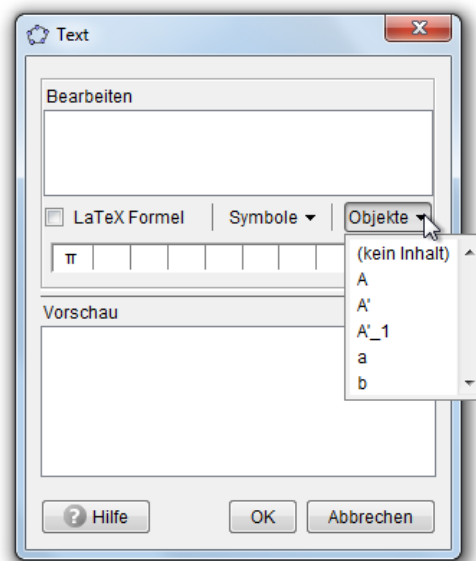 Text
Bearbeiten
LaTeX Formel Symbole Objekte
π
(kein Inhalt)
A
A'
A'_1
a
b
Vorschau
? Hilfe OK Abbrechen